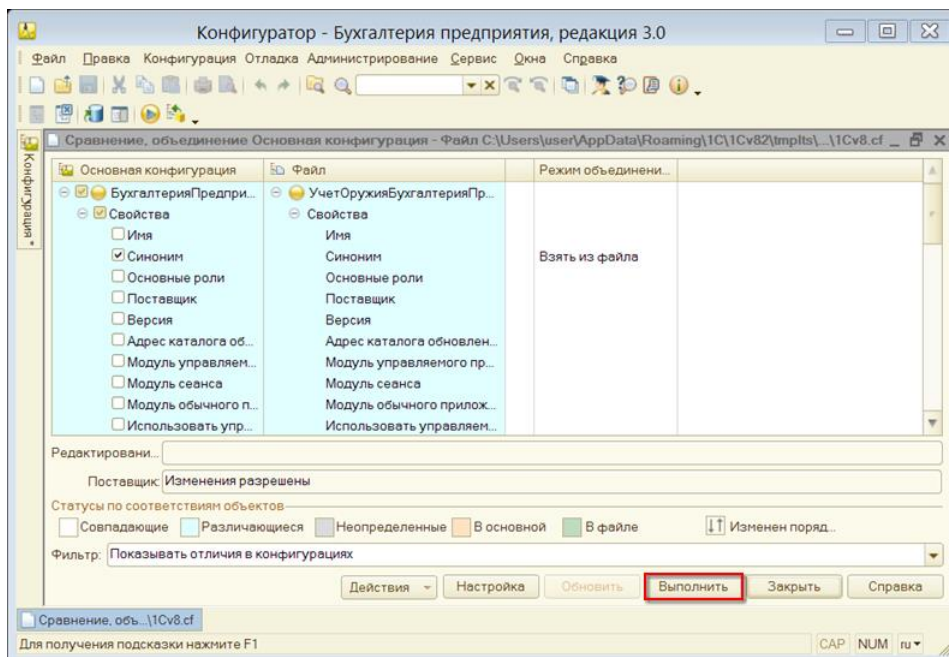 Конфигуратор - Бухгалтерия предприятия, редакция 3.0
Файл Правка Конфигурация Отладка Администрирование Сервис Окна Справка
Конфигурация *
Сравнение, объединение Основная конфигурация - Файл C:\Users\user\AppData\Roaming\1C\1Cv82\tmplts\...\1Cv8.cf
Основная конфигурация Файл Режим объединени...
БухгалтерияПредпри... УчетОружияБухгалтерияПр...
Свойства Свойства
Имя Имя
Синоним Синоним Взять из файла
Основные роли Основные роли
Поставщик Поставщик
Версия Версия
Адрес каталога об... Адрес каталога обновлен...
Модуль управляем... Модуль управляемого пр...
Модуль сеанса Модуль сеанса
Модуль обычного п... Модуль обычного прилож...
Использовать упр... Использовать управляем...
Редактировани...
Поставщик: Изменения разрешены
Статусы по соответствиям объектов
Совпадающие Различающиеся Неопределенные В основной В файле Изменен поряд...
Фильтр: Показывать отличия в конфигурациях
Действия Настройка Обновить Выполнить Закрыть Справка
Сравнение, объ...\1Cv8.cf
Для получения подсказки нажмите F1 CAP NUM ru